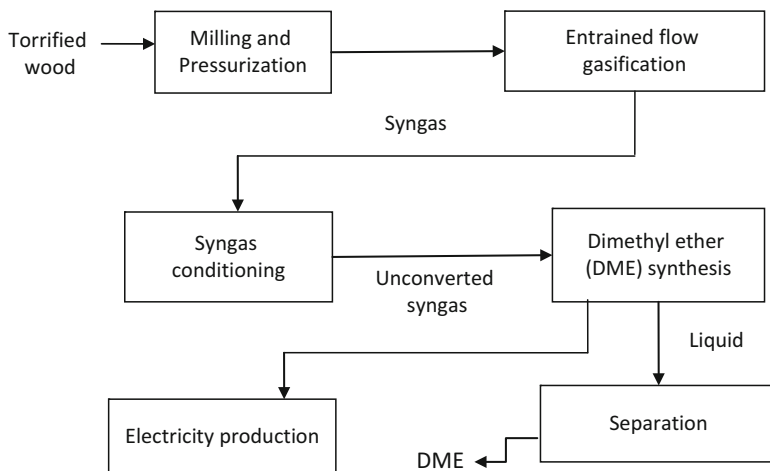 Torrified
wood
Milling and
Pressurization
Entrained flow
gasification
Syngas
Syngas
conditioning
Unconverted
syngas
Dimethyl ether
(DME) synthesis
Liquid
Electricity production
Separation
DME